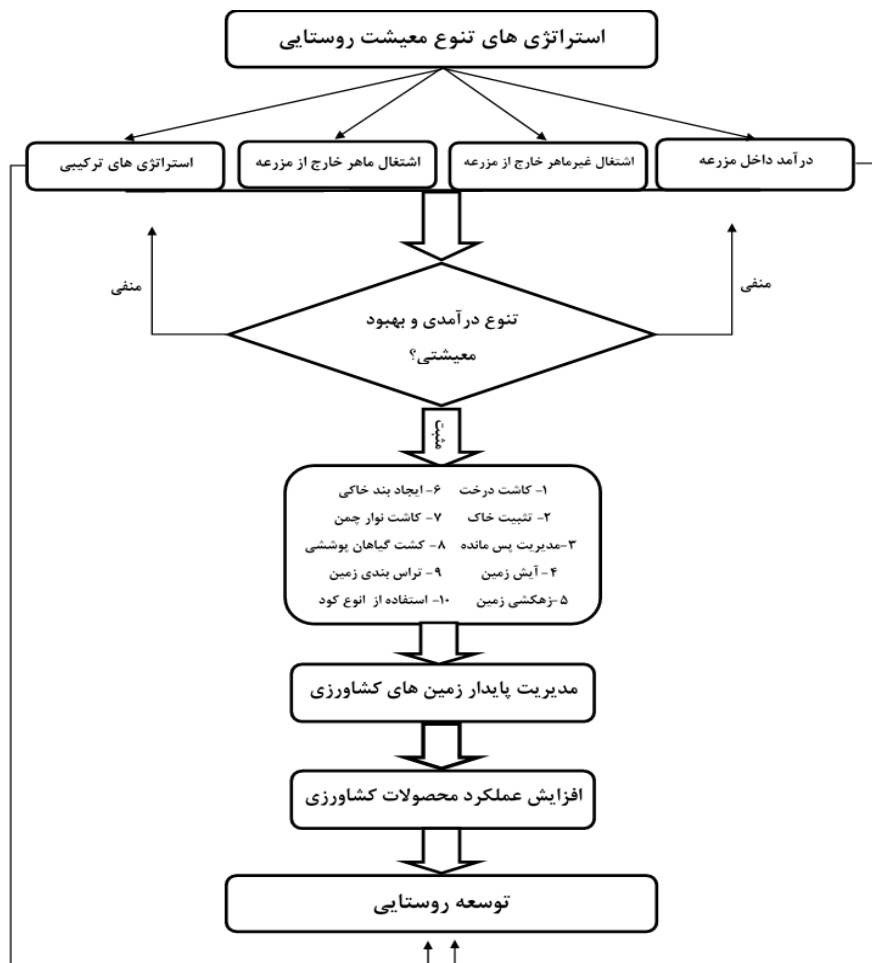 استراتژی های تنوع معیشت روستایی
درآمد داخل مزرعه
اشتغال غیرماهر خارج از مزرعه
اشتغال ماهر خارج از مزرعه
استراتژی های ترکیبی
منفی
منفی
تنوع درآمدی و بهبود
معیشتی؟
مثبت
۱- کاشت درخت
۲- تثبیت خاک
۳-مدیریت پس مانده
۴- آیش زمین
۵-زهکشی زمین
۶- ایجاد بند خاکی
۷- کاشت نوار چمن
۸- کشت گیاهان پوششی
۹- تراس بندی زمین
۱۰- استفاده از انوع کود
مدیریت پایدار زمین های کشاورزی
افزایش عملکرد محصولات کشاورزی
توسعه روستایی